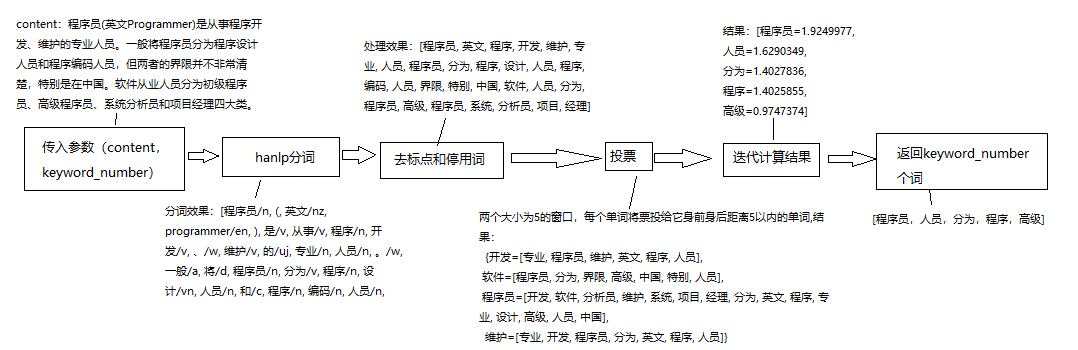 content：程序员(英文Programmer)是从事程序开
发、维护的专业人员。一般将程序员分为程序设计
人员和程序编码人员，但两者的界限并不非常清
楚，特别是在中国。软件从业人员分为初级程序
员、高级程序员、系统分析员和项目经理四大类。
处理效果：[程序员, 英文, 程序, 开发, 维护, 专
业, 人员, 程序员, 分为, 程序, 设计, 人员, 程序,
编码, 人员, 界限, 特别, 中国, 软件, 人员, 分为,
程序员, 高级, 程序员, 系统, 分析员, 项目, 经理]
结果：[程序员=1.9249977,
人员=1.6290349,
分为=1.4027836,
程序=1.4025855,
高级=0.9747374]
传入参数（content，
keyword_number）
hanlp分词
去标点和停用词
投票
迭代计算结果
返回keyword_number
个词
分词效果：[程序员/n, (, 英文/nz,
programmer/en, ), 是/v, 从事/v, 程序/n, 开
发/v, 、/w, 维护/v, 的/uj, 专业/n, 人员/n, 。/w,
一般/a, 将/d, 程序员/n, 分为/v, 程序/n, 设
计/vn, 人员/n, 和/c, 程序/n, 编码/n, 人员/n,
两个大小为5的窗口，每个单词将票投给它身前身后距离5以内的单词,结
果：
{开发=[专业, 程序员, 维护, 英文, 程序, 人员],
软件=[程序员, 分为, 界限, 高级, 中国, 特别, 人员],
程序员=[开发, 软件, 分析员, 维护, 系统, 项目, 经理, 分为, 英文, 程序, 专
业, 设计, 高级, 人员, 中国],
维护=[专业, 开发, 程序员, 分为, 英文, 程序, 人员]}
[程序员，人员，分为，程序，高级]